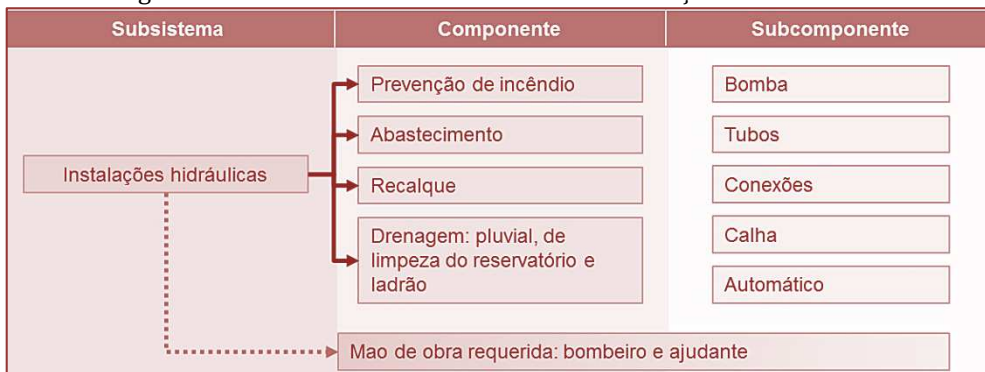 Subsistema
Componente
Subcomponente
Instalações hidráulicas
Prevenção de incêndio
Abastecimento
Recalque
Drenagem: pluvial, de
limpeza do reservatório e
ladrão
Bomba
Tubos
Conexões
Calha
Automático
Mao de obra requerida: bombeiro e ajudante